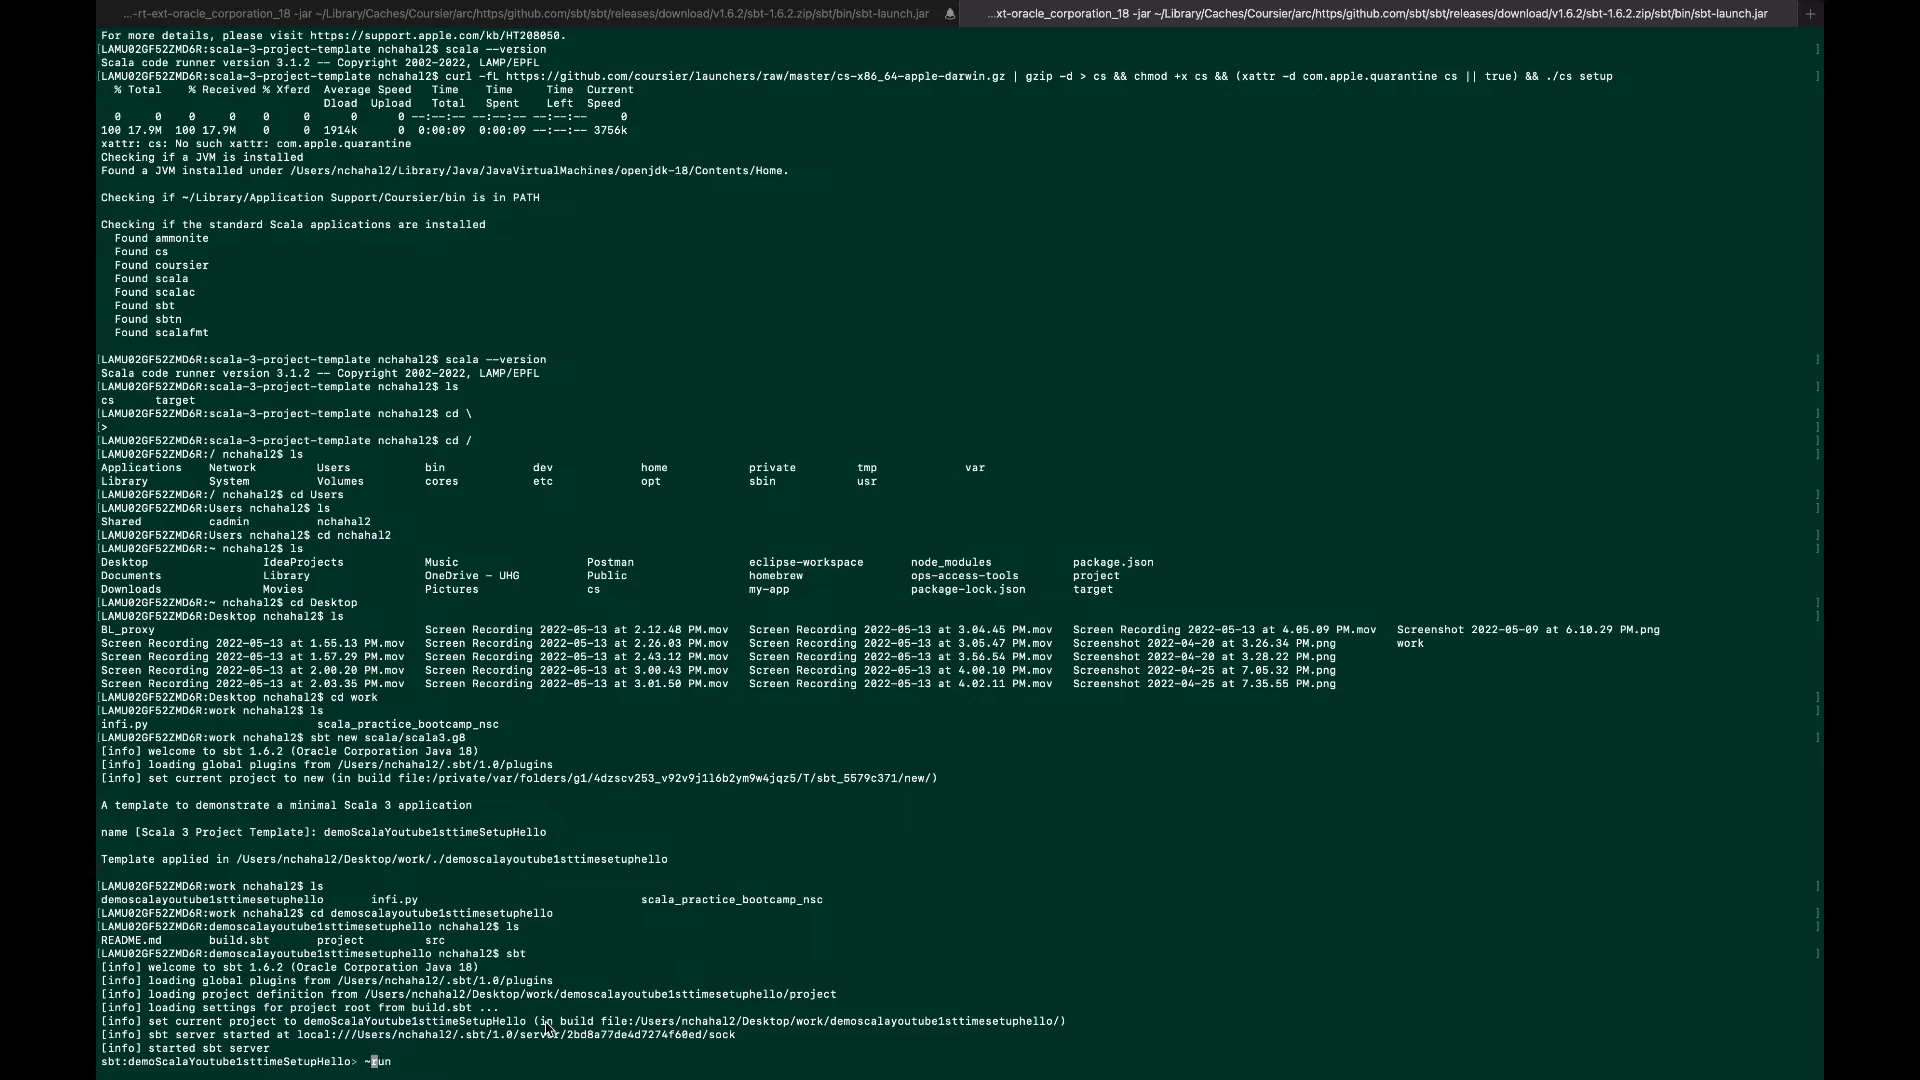 ...-rt-ext-oracle_corporation_18 -jar ~/Library/Caches/Coursier/arc/https/github.com/sbt/sbt/releases/download/v1.6.2/sbt-1.6.2.zip/sbt/bin/sbt-launch.jar
...xt-oracle_corporation_18 -jar ~/Library/Caches/Coursier/arc/https/github.com/sbt/sbt/releases/download/v1.6.2/sbt-1.6.2.zip/sbt/bin/sbt-launch.jar +
For more details, please visit https://support.apple.com/kb/HT208050.
[LAMU02GF52ZMD6R:scala-3-project-template nchahal2$ scala --version ]
Scala code runner version 3.1.2 -- Copyright 2002-2022, LAMP/EPFL
[LAMU02GF52ZMD6R:scala-3-project-template nchahal2$ curl -fL https://github.com/coursier/launchers/raw/master/cs-x86_64-apple-darwin.gz | gzip -d > cs && chmod +x cs && (xattr -d com.apple.quarantine cs || true) && ./cs setup ]
% Total % Received % Xferd Average Speed Time Time Time Current
Dload Upload Total Spent Left Speed
0 0 0 0 0 0 0 0 --:--:-- --:--:-- --:--:-- 0
100 17.9M 100 17.9M 0 0 1914k 0 0:00:09 0:00:09 --:--:-- 3756k
xattr: cs: No such xattr: com.apple.quarantine
Checking if a JVM is installed
Found a JVM installed under /Users/nchahal2/Library/Java/JavaVirtualMachines/openjdk-18/Contents/Home.
Checking if ~/Library/Application Support/Coursier/bin is in PATH
Checking if the standard Scala applications are installed
Found ammonite
Found cs
Found coursier
Found scala
Found scalac
Found sbt
Found sbtn
Found scalafmt
[LAMU02GF52ZMD6R:scala-3-project-template nchahal2$ scala --version ]
Scala code runner version 3.1.2 -- Copyright 2002-2022, LAMP/EPFL
[LAMU02GF52ZMD6R:scala-3-project-template nchahal2$ ls ]
cs target
[LAMU02GF52ZMD6R:scala-3-project-template nchahal2$ cd \ ]
[> ]
[LAMU02GF52ZMD6R:scala-3-project-template nchahal2$ cd / ]
[LAMU02GF52ZMD6R:/ nchahal2$ ls ]
Applications Network Users bin dev home private tmp var
Library System Volumes cores etc opt sbin usr
[LAMU02GF52ZMD6R:/ nchahal2$ cd Users ]
[LAMU02GF52ZMD6R:Users nchahal2$ ls ]
Shared cadmin nchahal2
[LAMU02GF52ZMD6R:Users nchahal2$ cd nchahal2 ]
[LAMU02GF52ZMD6R:~ nchahal2$ ls ]
Desktop IdeaProjects Music Postman eclipse-workspace node_modules package.json
Documents Library OneDrive - UHG Public homebrew ops-access-tools project
Downloads Movies Pictures cs my-app package-lock.json target
[LAMU02GF52ZMD6R:~ nchahal2$ cd Desktop ]
[LAMU02GF52ZMD6R:Desktop nchahal2$ ls ]
BL_proxy Screen Recording 2022-05-13 at 2.12.48 PM.mov Screen Recording 2022-05-13 at 3.04.45 PM.mov Screen Recording 2022-05-13 at 4.05.09 PM.mov Screenshot 2022-05-09 at 6.10.29 PM.png
Screen Recording 2022-05-13 at 1.55.13 PM.mov Screen Recording 2022-05-13 at 2.26.03 PM.mov Screen Recording 2022-05-13 at 3.05.47 PM.mov Screenshot 2022-04-20 at 3.26.34 PM.png work
Screen Recording 2022-05-13 at 1.57.29 PM.mov Screen Recording 2022-05-13 at 2.43.12 PM.mov Screen Recording 2022-05-13 at 3.56.54 PM.mov Screenshot 2022-04-20 at 3.28.22 PM.png
Screen Recording 2022-05-13 at 2.00.20 PM.mov Screen Recording 2022-05-13 at 3.00.43 PM.mov Screen Recording 2022-05-13 at 4.00.10 PM.mov Screenshot 2022-04-25 at 7.05.32 PM.png
Screen Recording 2022-05-13 at 2.03.35 PM.mov Screen Recording 2022-05-13 at 3.01.50 PM.mov Screen Recording 2022-05-13 at 4.02.11 PM.mov Screenshot 2022-04-25 at 7.35.55 PM.png
[LAMU02GF52ZMD6R:Desktop nchahal2$ cd work ]
[LAMU02GF52ZMD6R:work nchahal2$ ls ]
infi.py scala_practice_bootcamp_nsc
[LAMU02GF52ZMD6R:work nchahal2$ sbt new scala/scala3.g8 ]
[info] welcome to sbt 1.6.2 (Oracle Corporation Java 18)
[info] loading global plugins from /Users/nchahal2/.sbt/1.0/plugins
[info] set current project to new (in build file:/private/var/folders/g1/4dzscv253_v92v9j1l6b2ym9w4jqz5/T/sbt_5579c371/new/)
A template to demonstrate a minimal Scala 3 application
name [Scala 3 Project Template]: demoScalaYoutube1sttimeSetupHello
Template applied in /Users/nchahal2/Desktop/work/./demoscalayoutube1sttimesetuphello
[LAMU02GF52ZMD6R:work nchahal2$ ls ]
demoscalayoutube1sttimesetuphello infi.py scala_practice_bootcamp_nsc
[LAMU02GF52ZMD6R:work nchahal2$ cd demoscalayoutube1sttimesetuphello ]
[LAMU02GF52ZMD6R:demoscalayoutube1sttimesetuphello nchahal2$ ls ]
README.md build.sbt project src
[LAMU02GF52ZMD6R:demoscalayoutube1sttimesetuphello nchahal2$ sbt ]
[info] welcome to sbt 1.6.2 (Oracle Corporation Java 18)
[info] loading global plugins from /Users/nchahal2/.sbt/1.0/plugins
[info] loading project definition from /Users/nchahal2/Desktop/work/demoscalayoutube1sttimesetuphello/project
[info] loading settings for project root from build.sbt ...
[info] set current project to demoScalaYoutube1sttimeSetupHello (in build file:/Users/nchahal2/Desktop/work/demoscalayoutube1sttimesetuphello/)
[info] sbt server started at local:///Users/nchahal2/.sbt/1.0/server/2bd8a77de4d7274f60ed/sock
[info] started sbt server
sbt:demoScalaYoutube1sttimeSetupHello> ~run